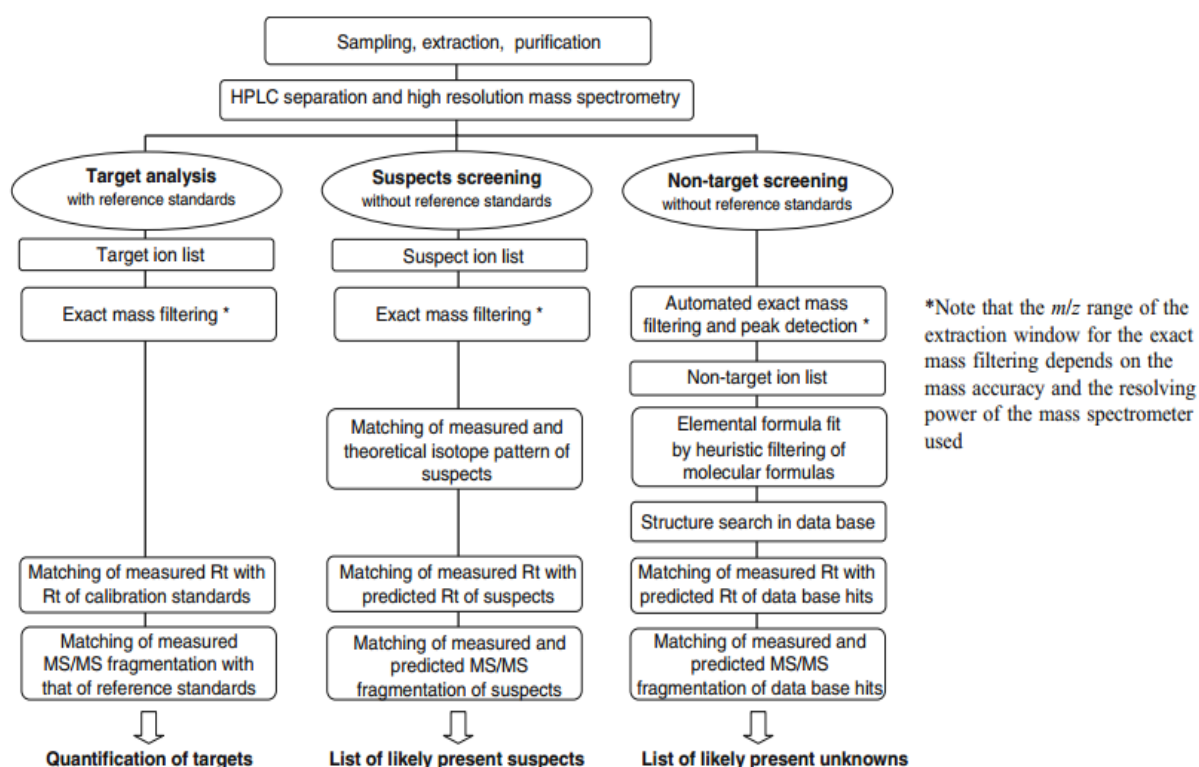 Sampling, extraction, purification
HPLC separation and high resolution mass spectrometry
Target analysis
with reference standards
Target ion list
Exact mass filtering *
Matching of measured Rt with
Rt of calibration standards
Matching of measured
MS/MS fragmentation with
that of reference standards
Quantification of targets
Suspects screening
without reference standards
Suspect ion list
Exact mass filtering *
Matching of measured and
theoretical isotope pattern of
suspects
Matching of measured Rt with
predicted Rt of suspects
Matching of measured and
predicted MS/MS
fragmentation of suspects
List of likely present suspects
Non-target screening
without reference standards
Automated exact mass
filtering and peak detection *
Non-target ion list
Elemental formula fit
by heuristic filtering of
molecular formulas
Structure search in data base
Matching of measured Rt with
predicted Rt of data base hits
Matching of measured and
predicted MS/MS
fragmentation of data base hits
List of likely present unknowns
*Note that the m/z range of the
extraction window for the exact
mass filtering depends on the
mass accuracy and the resolving
power of the mass spectrometer
used